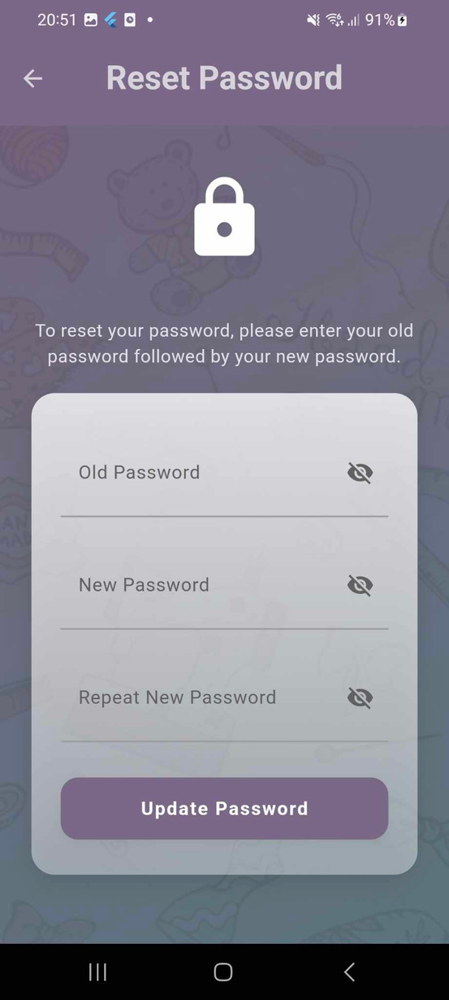 20:51 91%
Reset Password
To reset your password, please enter your old
password followed by your new password.
Old Password
New Password
Repeat New Password
Update Password